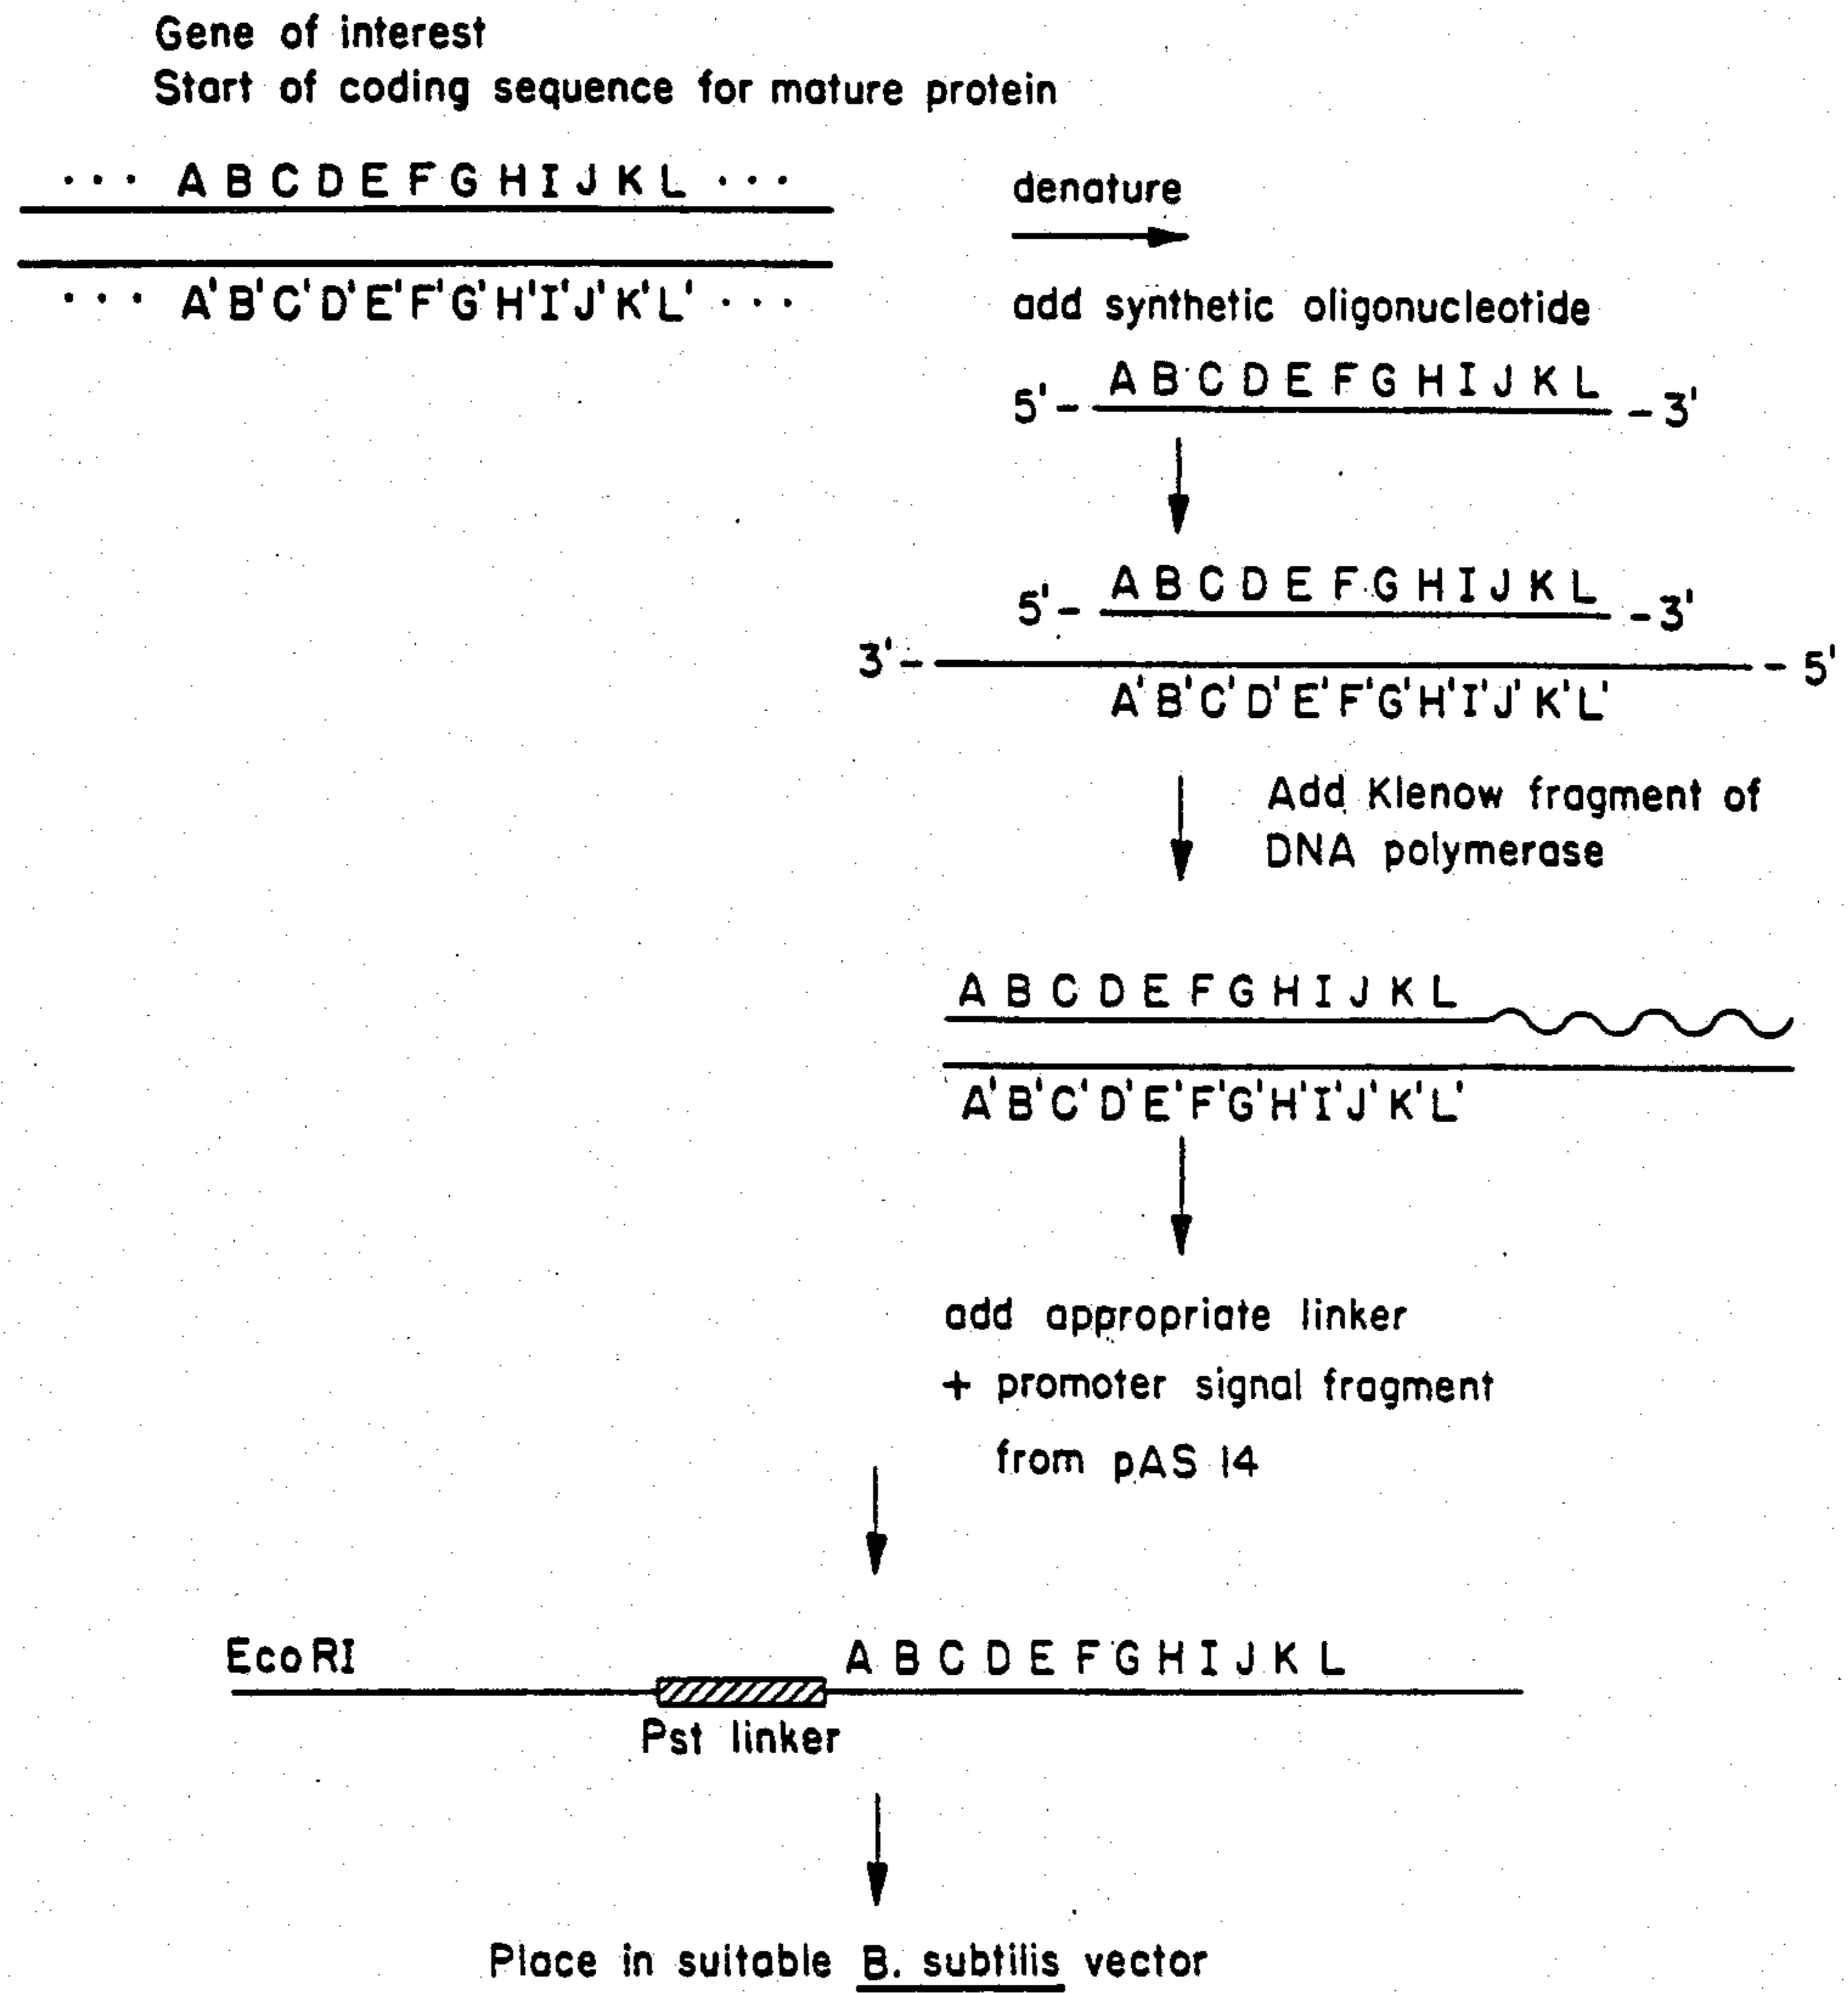 Gene of interest
Start of coding sequence for mature protein
... A B C D E F G H I J K L ...
... A' B' C' D' E' F' G' H' I' J' K' L' ...
denature
add synthetic oligonucleotide
5'- A B C D E F G H I J K L -3'
5'- A B C D E F G H I J K L -3'
3'- - 5'
A' B' C' D' E' F' G' H' I' J' K' L'
Add Klenow fragment of
DNA polymerase
A B C D E F G H I J K L
A' B' C' D' E' F' G' H' I' J' K' L'
add appropriate linker
+ promoter signal fragment
from pAS 14
EcoRI
A B C D E F G H I J K L
Pst linker
Place in suitable B. subtilis vector